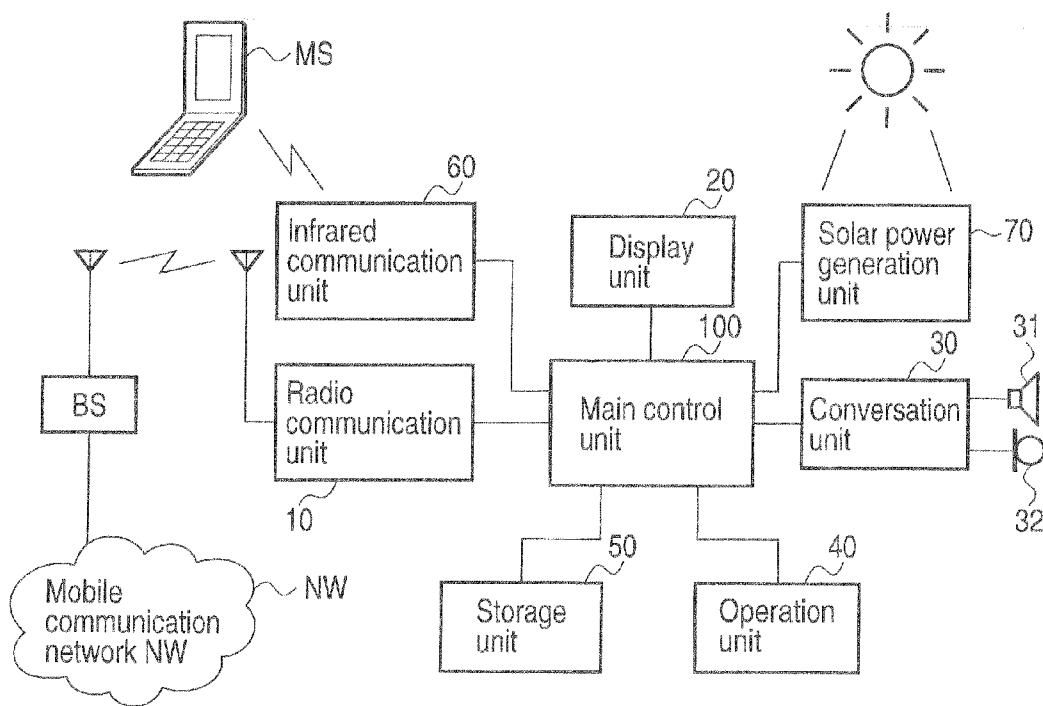 MS
60
Infrared
communication
unit
20
Display
unit
Solar power
generation
unit
70
100
Main control
unit
30
Conversation
unit
31
32
BS
Radio
communication
unit
10
50
Storage
unit
40
Operation
unit
Mobile
communication
network NW
NW